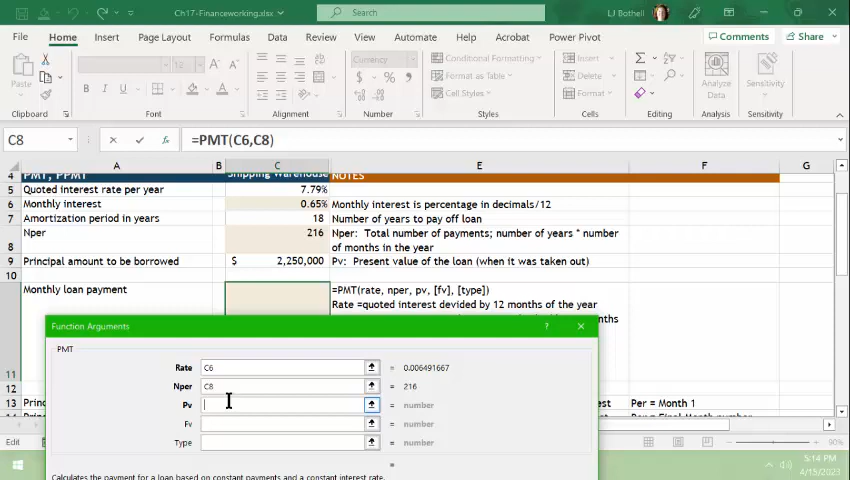 Ch17-Financeworking.xlsx
Search
LJ Bothell
File Home Insert Page Layout Formulas Data Review View Automate Help Acrobat Power Pivot
Comments Share
Paste
Clipboard
12
B I U
Font
Alignment
Currency
$ % 9
Number
Conditional Formatting
Format as Table
Cell Styles
Styles
Insert
Delete
Format
Cells
Editing
Analyze Data
Analysis
Sensitivity
Sensitivity
C8 fx =PMT(C6,C8)
A B C E F G
4 PMT, PPMT Shipping Warehouse NOTES
5 Quoted interest rate per year 7.79%
6 Monthly interest 0.65% Monthly interest is percentage in decimals/12
7 Amortization period in years 18 Number of years to pay off loan
8 Nper 216 Nper: Total number of payments; number of years * number
of months in the year
9 Principal amount to be borrowed $ 2,250,000 Pv: Present value of the loan (when it was taken out)
10
11 Monthly loan payment =PMT(rate, nper, pv, [fv], [type])
Rate =quoted interest devided by 12 months of the year
Function Arguments ?
PMT
Rate C6 = 0.006491667
Nper C8 = 216
Pv = number
Fv = number
Type = number
=
Calculates the payment for a loan based on constant payments and a constant interest rate.
12
13 Per = Month 1
Per = Final Month number
Edit
90%
5:14 PM
4/15/2023